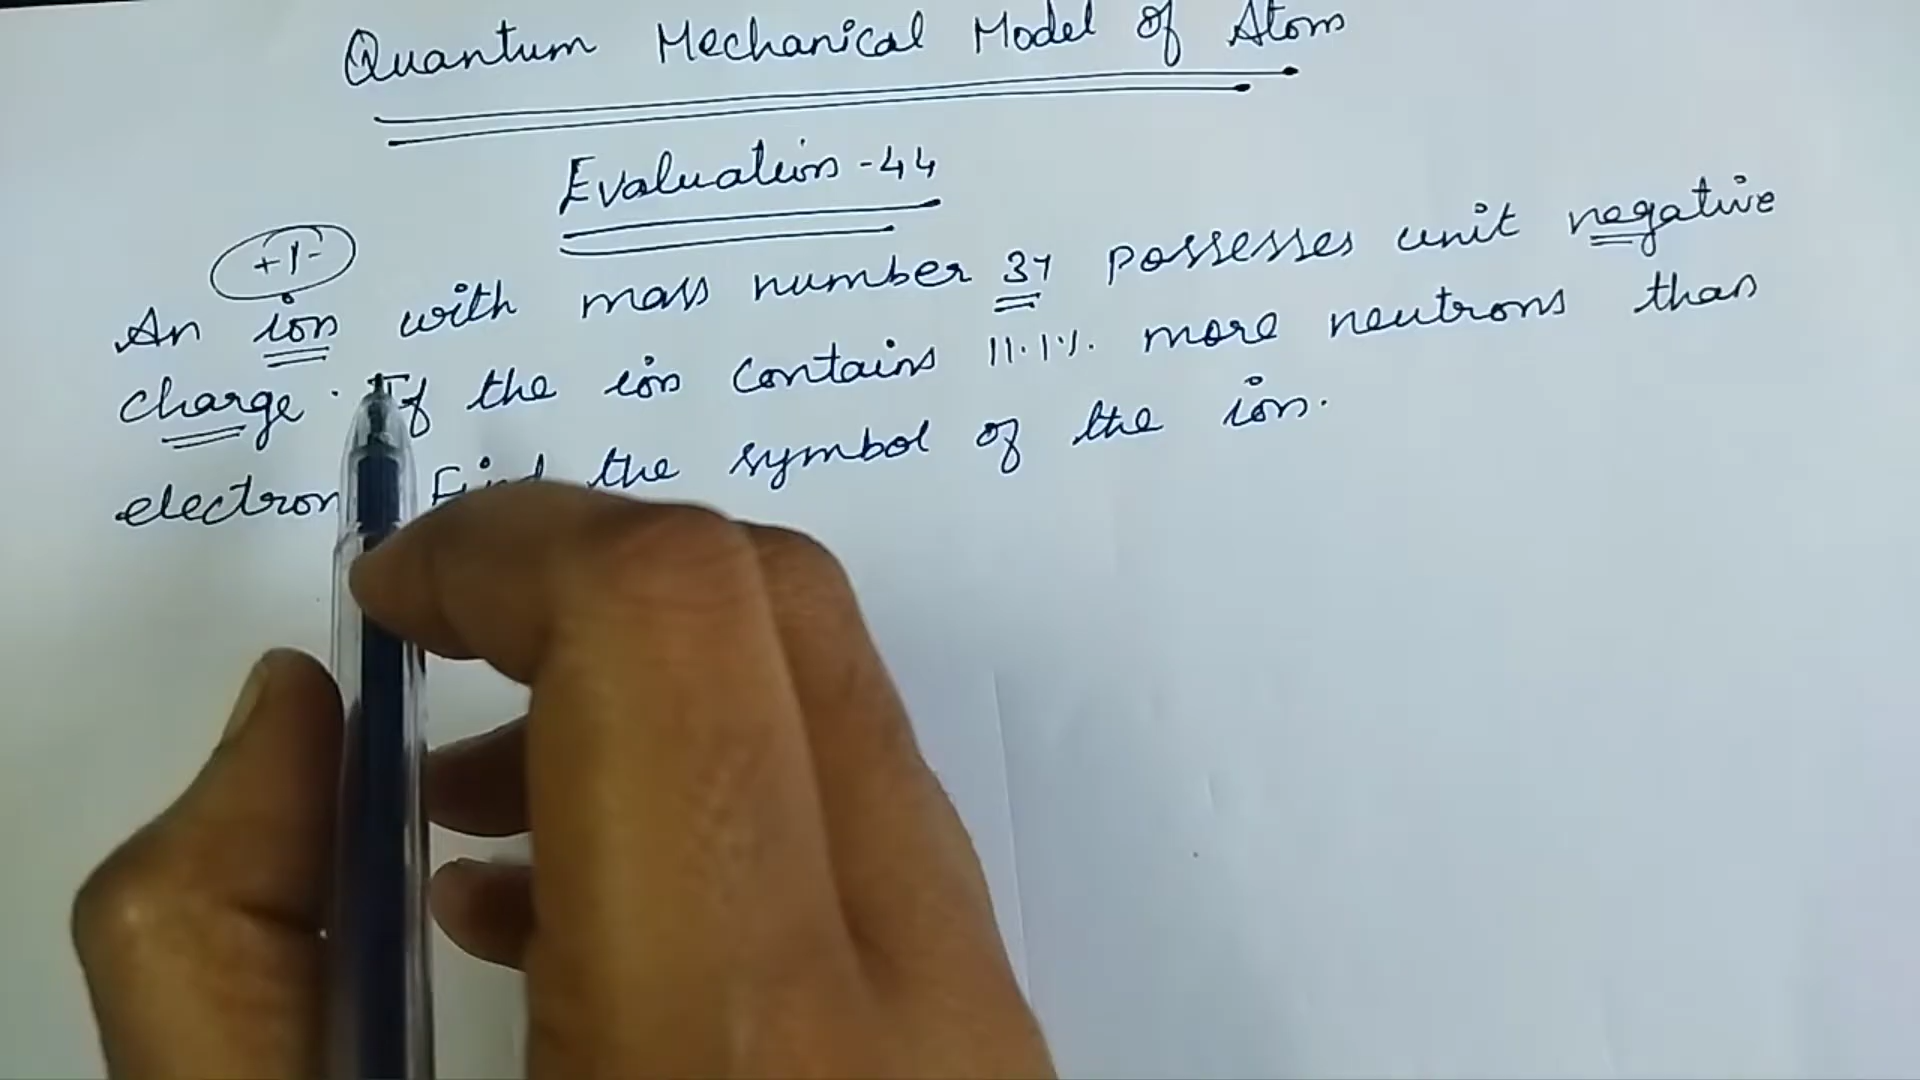 Quantum Mechanical Model of Atom
Evaluation - 44
+/-
An ion with mass number 37 possesses unit negative
charge. If the ion contains 11.1%. more neutrons than
electron Find the symbol of the ion.